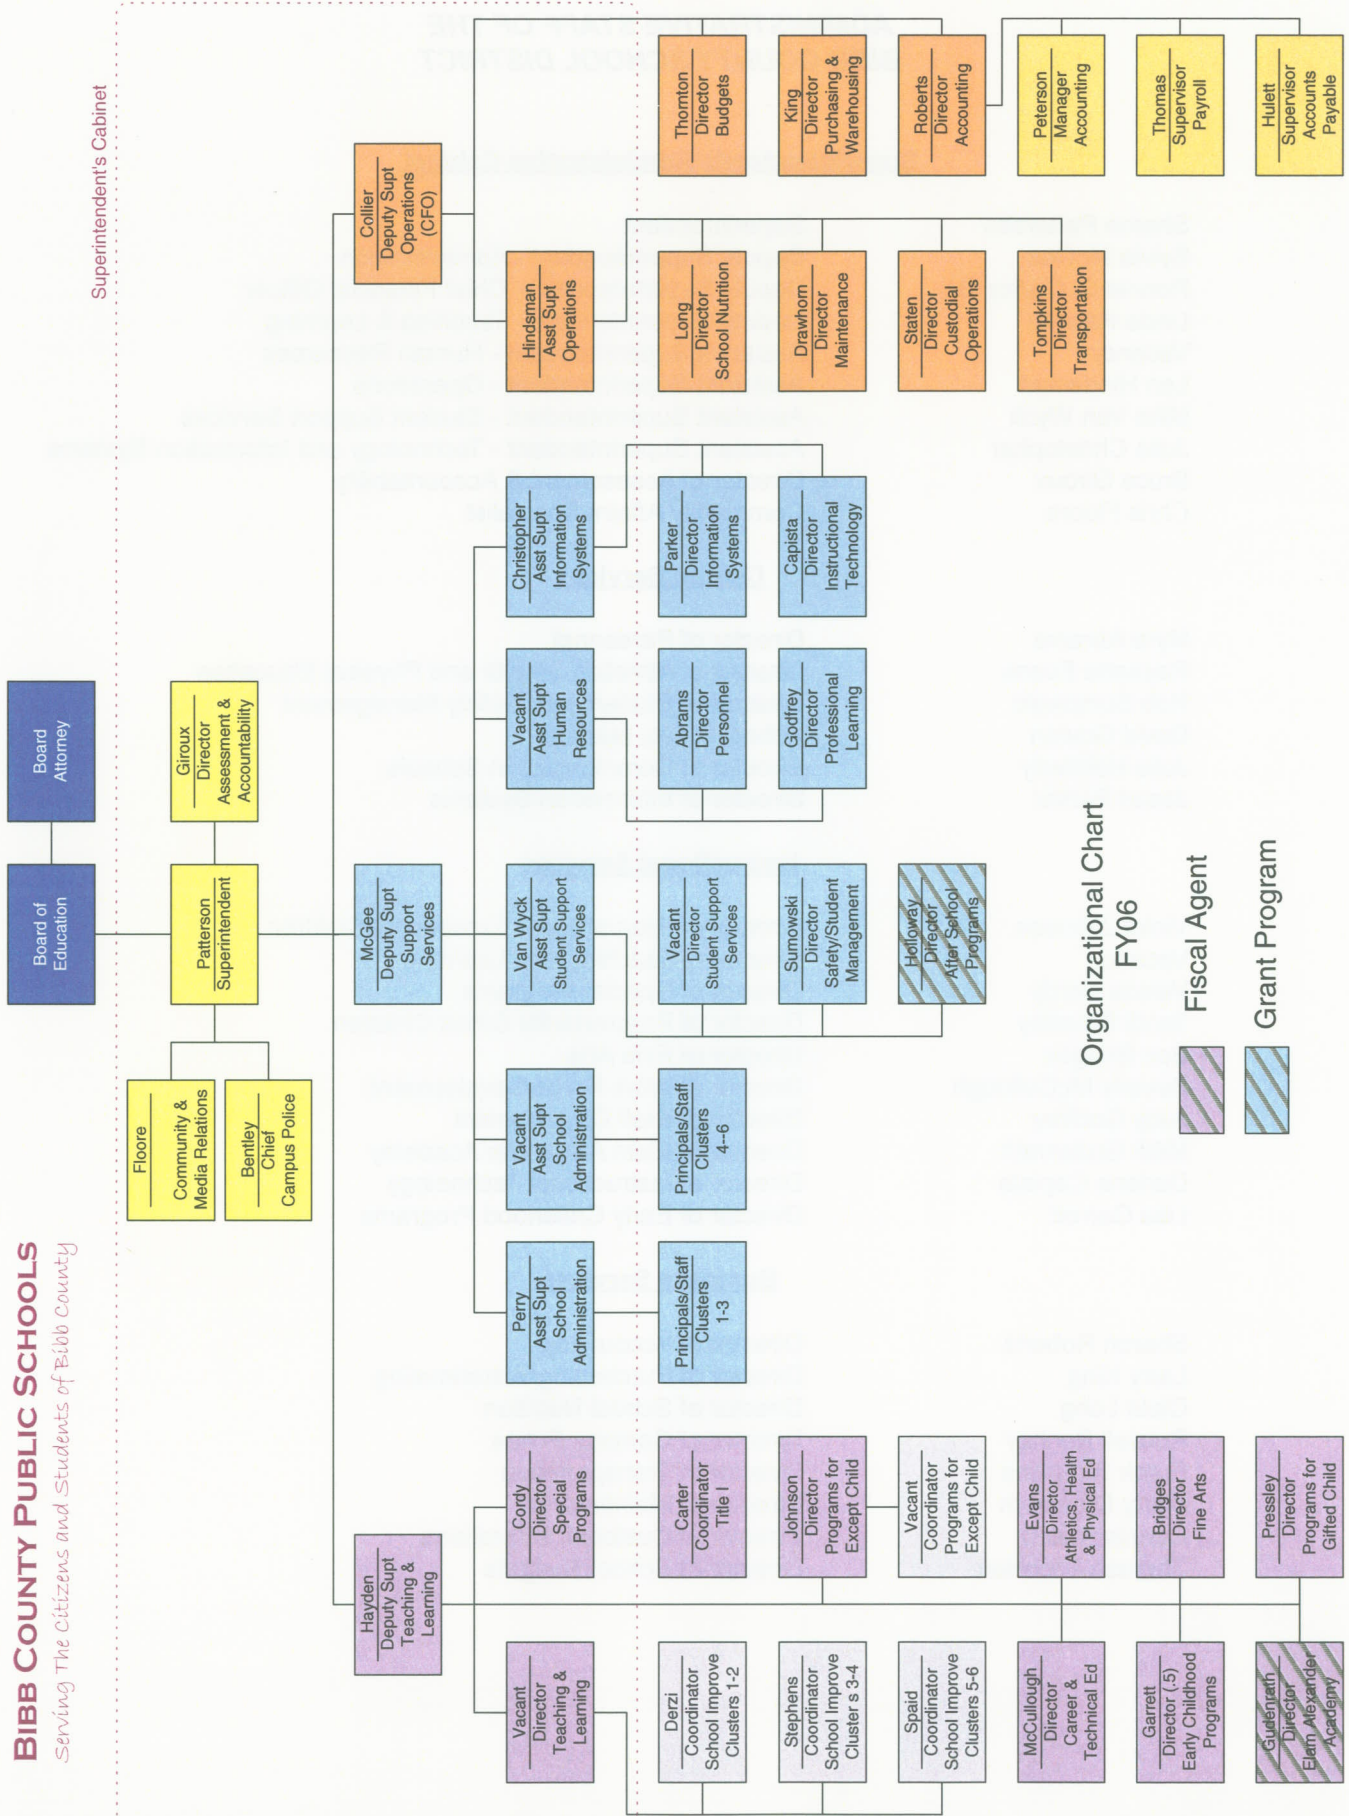 BIBB COUNTY PUBLIC SCHOOLS
Serving The Citizens and Students of Bibb County
Superintendent's Cabinet
Board of
Education
Board
Attorney
Floore
Community &
Media Relations
Bentley
Chief
Campus Police
Patterson
Superintendent
Giroux
Director
Assessment &
Accountability
Hayden
Deputy Supt
Teaching &
Learning
McGee
Deputy Supt
Support
Services
Collier
Deputy Supt
Operations
(CFO)
Vacant
Director
Teaching &
Learning
Cordy
Director
Special
Programs
Perry
Asst Supt
School
Administration
Vacant
Asst Supt
School
Administration
Van Wyck
Asst Supt
Student Support
Services
Vacant
Asst Supt
Human
Resources
Christopher
Asst Supt
Information
Systems
Hindsman
Asst Supt
Operations
Derzi
Coordinator
School Improve
Clusters 1-2
Carter
Coordinator
Title I
Principals/Staff
Clusters
1-3
Principals/Staff
Clusters
4--6
Vacant
Director
Student Support
Services
Abrams
Director
Personnel
Parker
Director
Information
Systems
Long
Director
School Nutrition
Thornton
Director
Budgets
Stephens
Coordinator
School Improve
Cluster s 3-4
Johnson
Director
Programs for
Except Child
Sumowski
Director
Safety/Student
Management
Godfrey
Director
Professional
Learning
Capista
Director
Instructional
Technology
Drawhorn
Director
Maintenance
King
Director
Purchasing &
Warehousing
Spaid
Coordinator
School Improve
Clusters 5-6
Vacant
Coordinator
Programs for
Except Child
Holloway
Director
After School
Programs
Staten
Director
Custodial
Operations
Roberts
Director
Accounting
McCullough
Director
Career &
Technical Ed
Evans
Director
Athletics, Health
& Physical Ed
Tompkins
Director
Transportation
Peterson
Manager
Accounting
Garrett
Director (.5)
Early Childhood
Programs
Bridges
Director
Fine Arts
Thomas
Supervisor
Payroll
Gudenrath
Director
Elam Alexander
Academy
Pressley
Director
Programs for
Gifted Child
Hulett
Supervisor
Accounts
Payable
Organizational Chart
FY06
Fiscal Agent
Grant Program